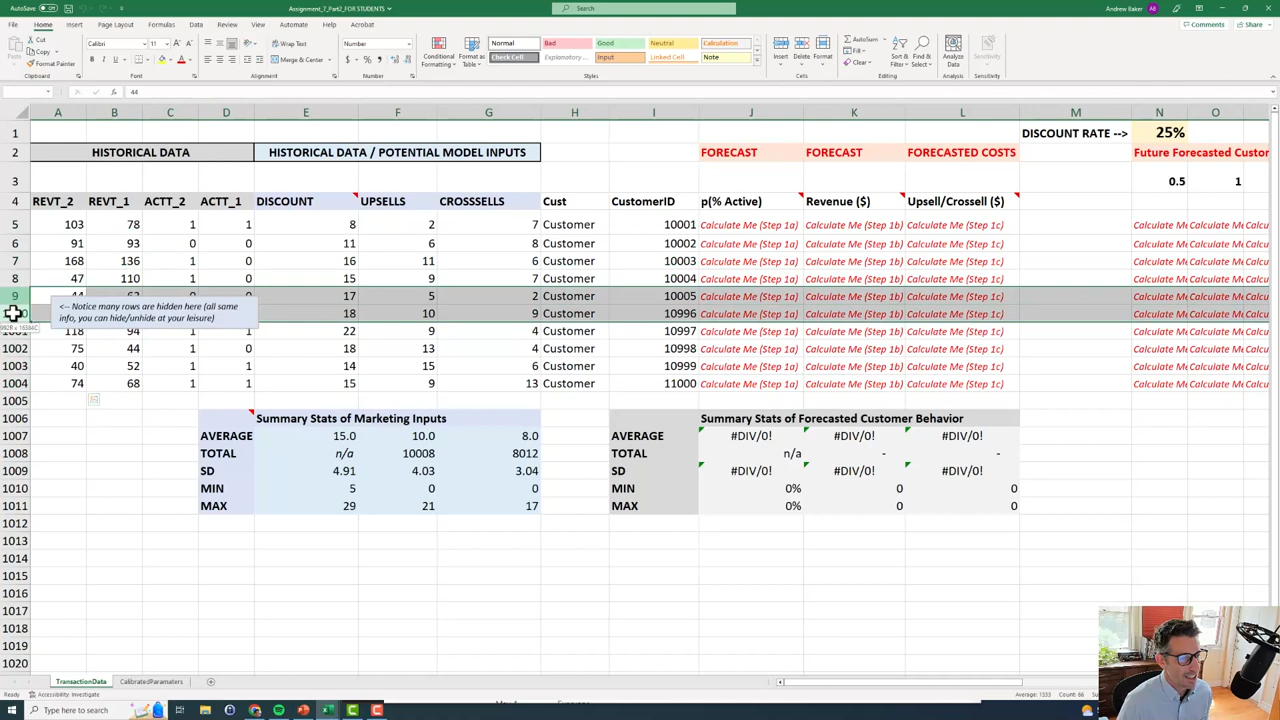 AutoSave Off
Assignment_7_Part2_FOR STUDENTS
Search
Andrew Baker AB
File Home Insert Page Layout Formulas Data Review View Automate Help Acrobat
Comments Share
Paste Cut Copy Format Painter
Calibri 11 Wrap Text Merge & Center Number
Conditional Formatting Format as Table
Normal Bad Good Neutral Calculation
Check Cell Explanatory ... Input Linked Cell Note
Insert Delete Format AutoSum Fill Clear Sort & Filter Find & Select Analyze Data Sensitivity
Clipboard Font Alignment Number Styles Cells Editing Analysis Sensitivity
fx 44
A B C D E F G H I J K L M N O
1 DISCOUNT RATE --> 25%
2 HISTORICAL DATA HISTORICAL DATA / POTENTIAL MODEL INPUTS FORECAST FORECAST FORECASTED COSTS Future Forecasted Custor
3 0.5 1
4 REVT_2 REVT_1 ACTT_2 ACTT_1 DISCOUNT UPSELLS CROSSSELLS Cust CustomerID p(% Active) Revenue ($) Upsell/Crossell ($)
5 103 78 1 1 8 2 7 Customer 10001 Calculate Me (Step 1a) Calculate Me (Step 1b) Calculate Me (Step 1c) Calculate Me Calculate Me Calcu
6 91 93 0 0 11 6 8 Customer 10002 Calculate Me (Step 1a) Calculate Me (Step 1b) Calculate Me (Step 1c) Calculate Me Calculate Me Calcu
7 168 136 1 0 16 11 6 Customer 10003 Calculate Me (Step 1a) Calculate Me (Step 1b) Calculate Me (Step 1c) Calculate Me Calculate Me Calcu
8 47 110 1 0 15 9 7 Customer 10004 Calculate Me (Step 1a) Calculate Me (Step 1b) Calculate Me (Step 1c) Calculate Me Calculate Me Calcu
9 44 17 5 2 Customer 10005 Calculate Me (Step 1a) Calculate Me (Step 1b) Calculate Me (Step 1c) Calculate Me Calculate Me Calcu
<-- Notice many rows are hidden here (all same
info, you can hide/unhide at your leisure)
18 10 9 Customer 10996 Calculate Me (Step 1a) Calculate Me (Step 1b) Calculate Me (Step 1c) Calculate Me Calculate Me Calcu
118 94 1 0 22 9 4 Customer 10997 Calculate Me (Step 1a) Calculate Me (Step 1b) Calculate Me (Step 1c) Calculate Me Calculate Me Calcu
1002 75 44 1 0 18 13 4 Customer 10998 Calculate Me (Step 1a) Calculate Me (Step 1b) Calculate Me (Step 1c) Calculate Me Calculate Me Calcu
1003 40 52 1 1 14 15 6 Customer 10999 Calculate Me (Step 1a) Calculate Me (Step 1b) Calculate Me (Step 1c) Calculate Me Calculate Me Calcu
1004 74 68 1 1 15 9 13 Customer 11000 Calculate Me (Step 1a) Calculate Me (Step 1b) Calculate Me (Step 1c) Calculate Me Calculate Me Calcu
1005
1006 Summary Stats of Marketing Inputs Summary Stats of Forecasted Customer Behavior
1007 AVERAGE 15.0 10.0 8.0 AVERAGE #DIV/0! #DIV/0! #DIV/0!
1008 TOTAL n/a 10008 8012 TOTAL n/a - -
1009 SD 4.91 4.03 3.04 SD #DIV/0! #DIV/0! #DIV/0!
1010 MIN 5 0 0 MIN 0% 0 0
1011 MAX 29 21 17 MAX 0% 0 0
1012
1013
1014
1015
1016
1017
1018
1019
1020
TransactionData CalibratedParamaters
Ready Accessibility: Investigate Average: 1333 Count: 66
Type here to search